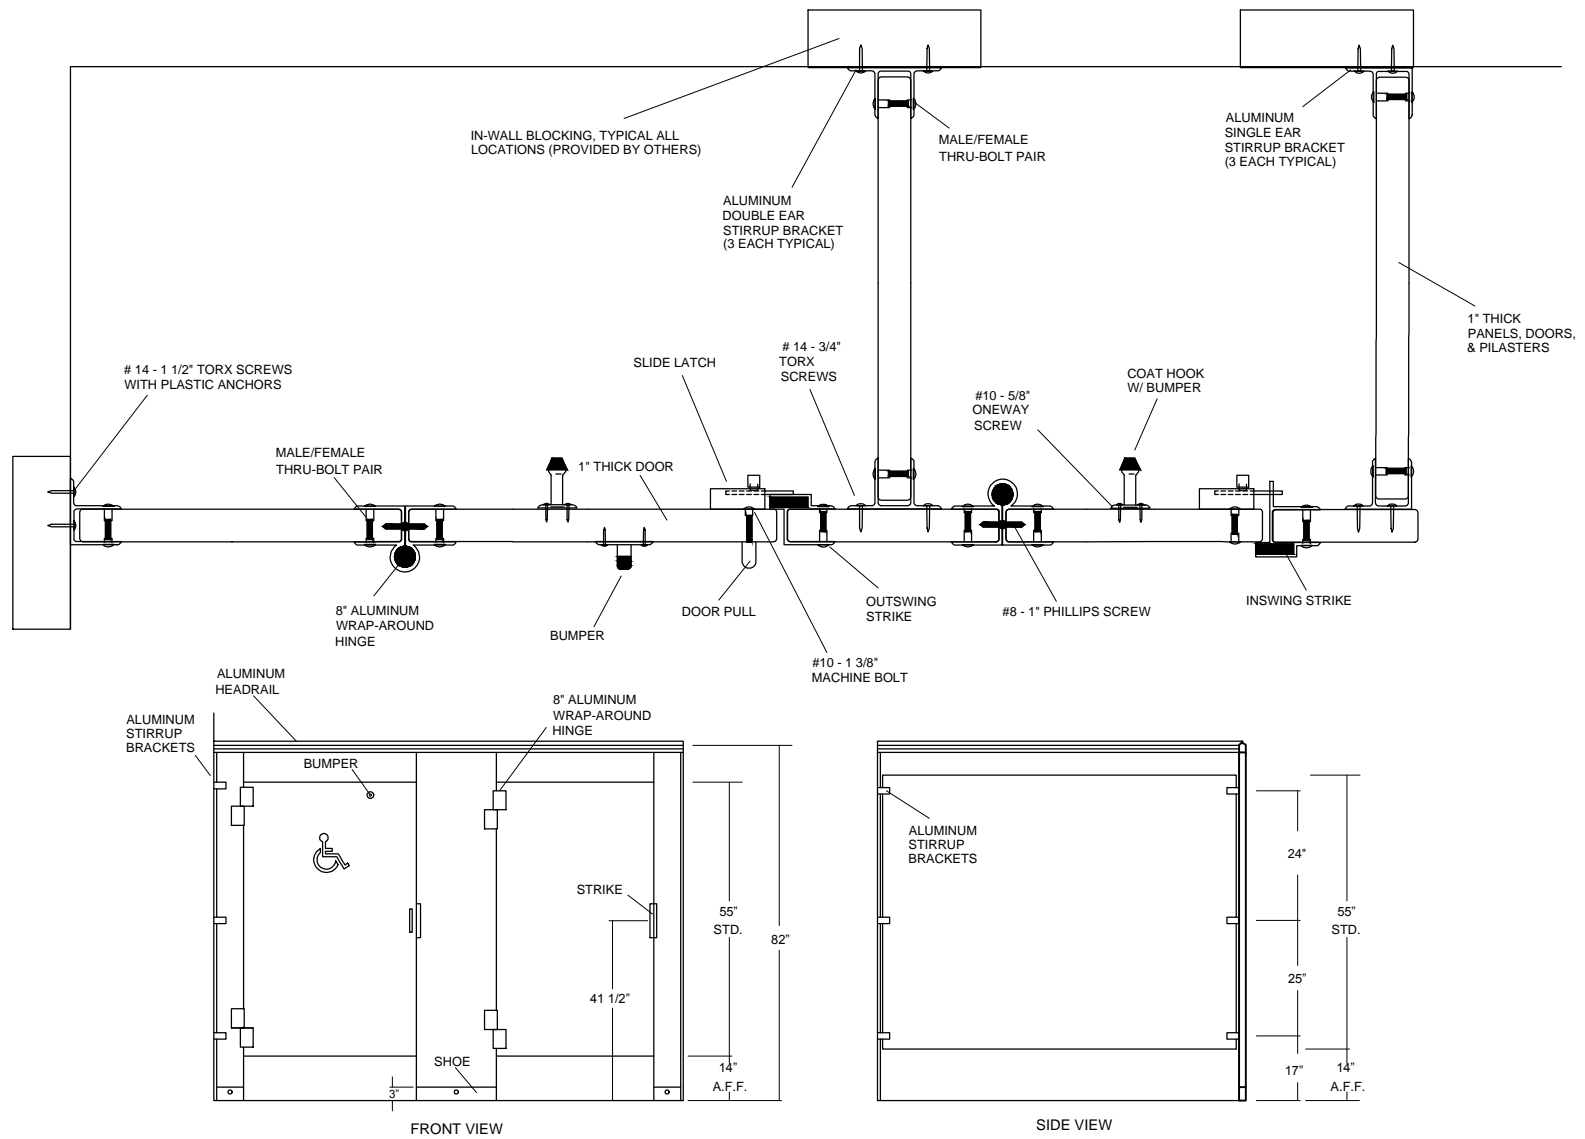 IN-WALL BLOCKING, TYPICAL ALL
LOCATIONS (PROVIDED BY OTHERS)
MALE/FEMALE
THRU-BOLT PAIR
ALUMINUM
SINGLE EAR
STIRRUP BRACKET
(3 EACH TYPICAL)
ALUMINUM
DOUBLE EAR
STIRRUP BRACKET
(3 EACH TYPICAL)
1" THICK
PANELS, DOORS,
& PILASTERS
# 14 - 1 1/2" TORX SCREWS
WITH PLASTIC ANCHORS
SLIDE LATCH
# 14 - 3/4"
TORX
SCREWS
#10 - 5/8"
ONEWAY
SCREW
COAT HOOK
W/ BUMPER
MALE/FEMALE
THRU-BOLT PAIR
1" THICK DOOR
8" ALUMINUM
WRAP-AROUND
HINGE
BUMPER
DOOR PULL
OUTSWING
STRIKE
#8 - 1" PHILLIPS SCREW
INSWING STRIKE
#10 - 1 3/8"
MACHINE BOLT
ALUMINUM
HEADRAIL
ALUMINUM
STIRRUP
BRACKETS
BUMPER
8" ALUMINUM
WRAP-AROUND
HINGE
STRIKE
55"
STD.
82"
41 1/2"
SHOE
14"
A.F.F.
3"
FRONT VIEW
ALUMINUM
STIRRUP
BRACKETS
24"
55"
STD.
25"
17"
14"
A.F.F.
SIDE VIEW